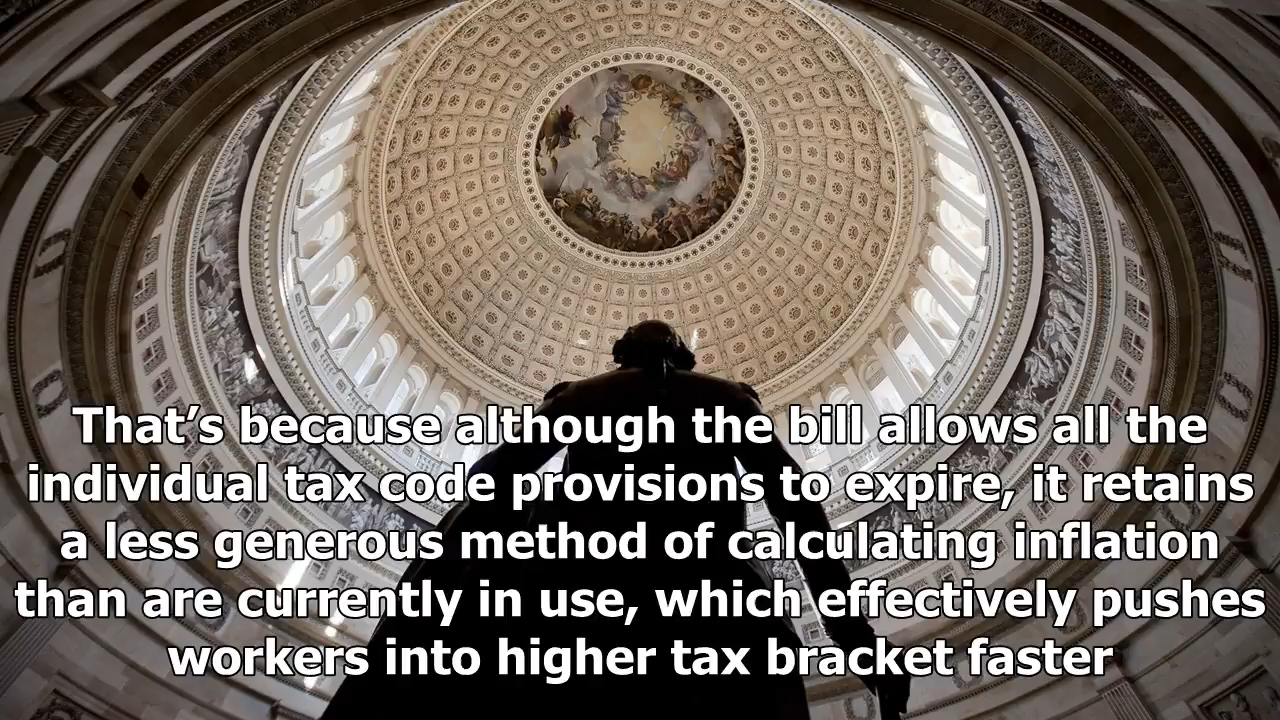 That’s because although the bill allows all the
individual tax code provisions to expire, it retains
a less generous method of calculating inflation
than are currently in use, which effectively pushes
workers into higher tax bracket faster